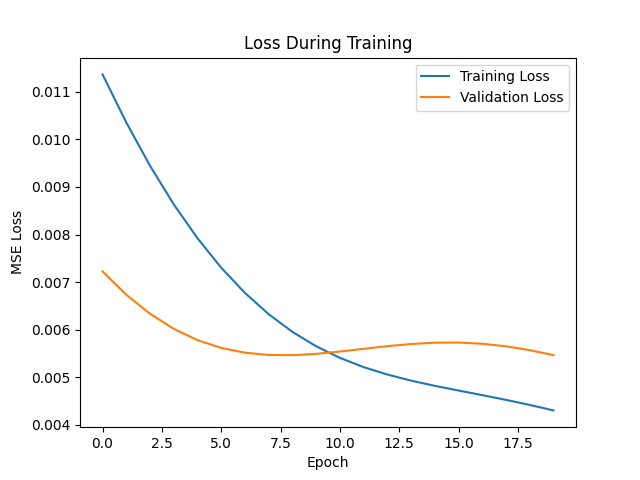 Loss During Training
Training Loss
Validation Loss
MSE Loss
0.011
0.010
0.009
0.008
0.007
0.006
0.005
0.004
0.0 2.5 5.0 7.5 10.0 12.5 15.0 17.5
Epoch